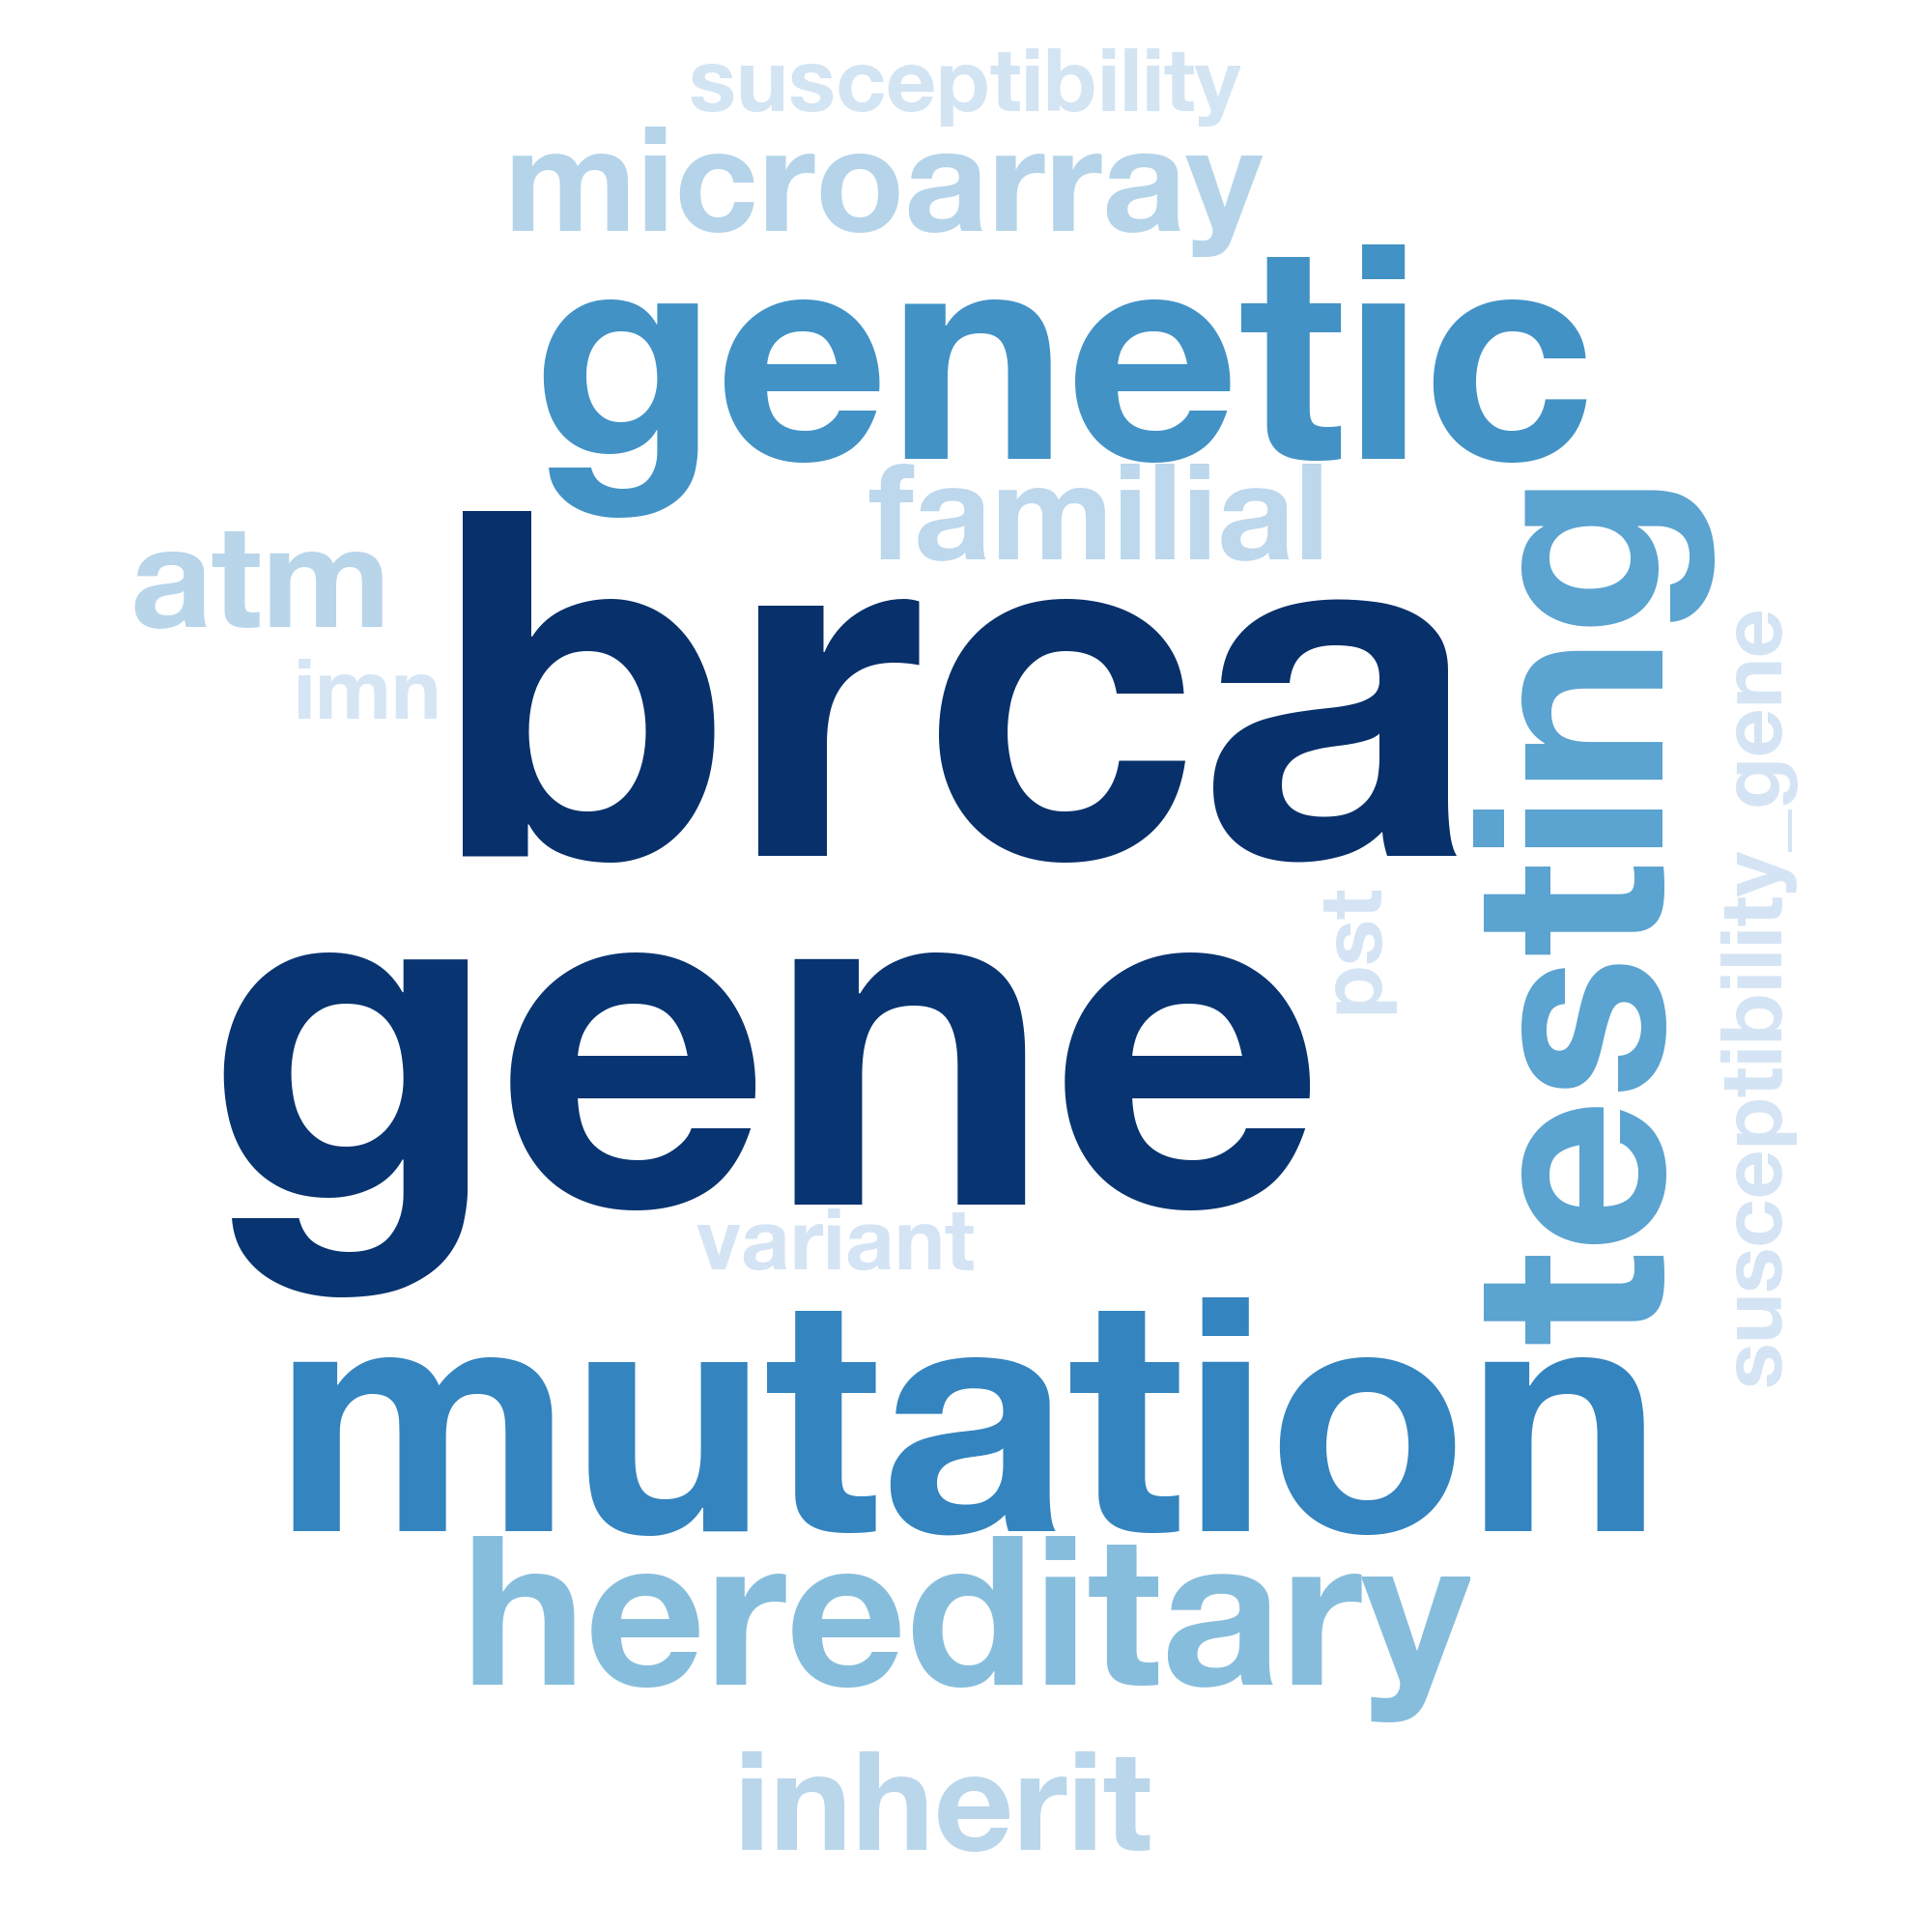 susceptibility
microarray
genetic
familial
atm
imn
brca
testing
susceptibility_gene
pst
gene
variant
mutation
hereditary
inherit